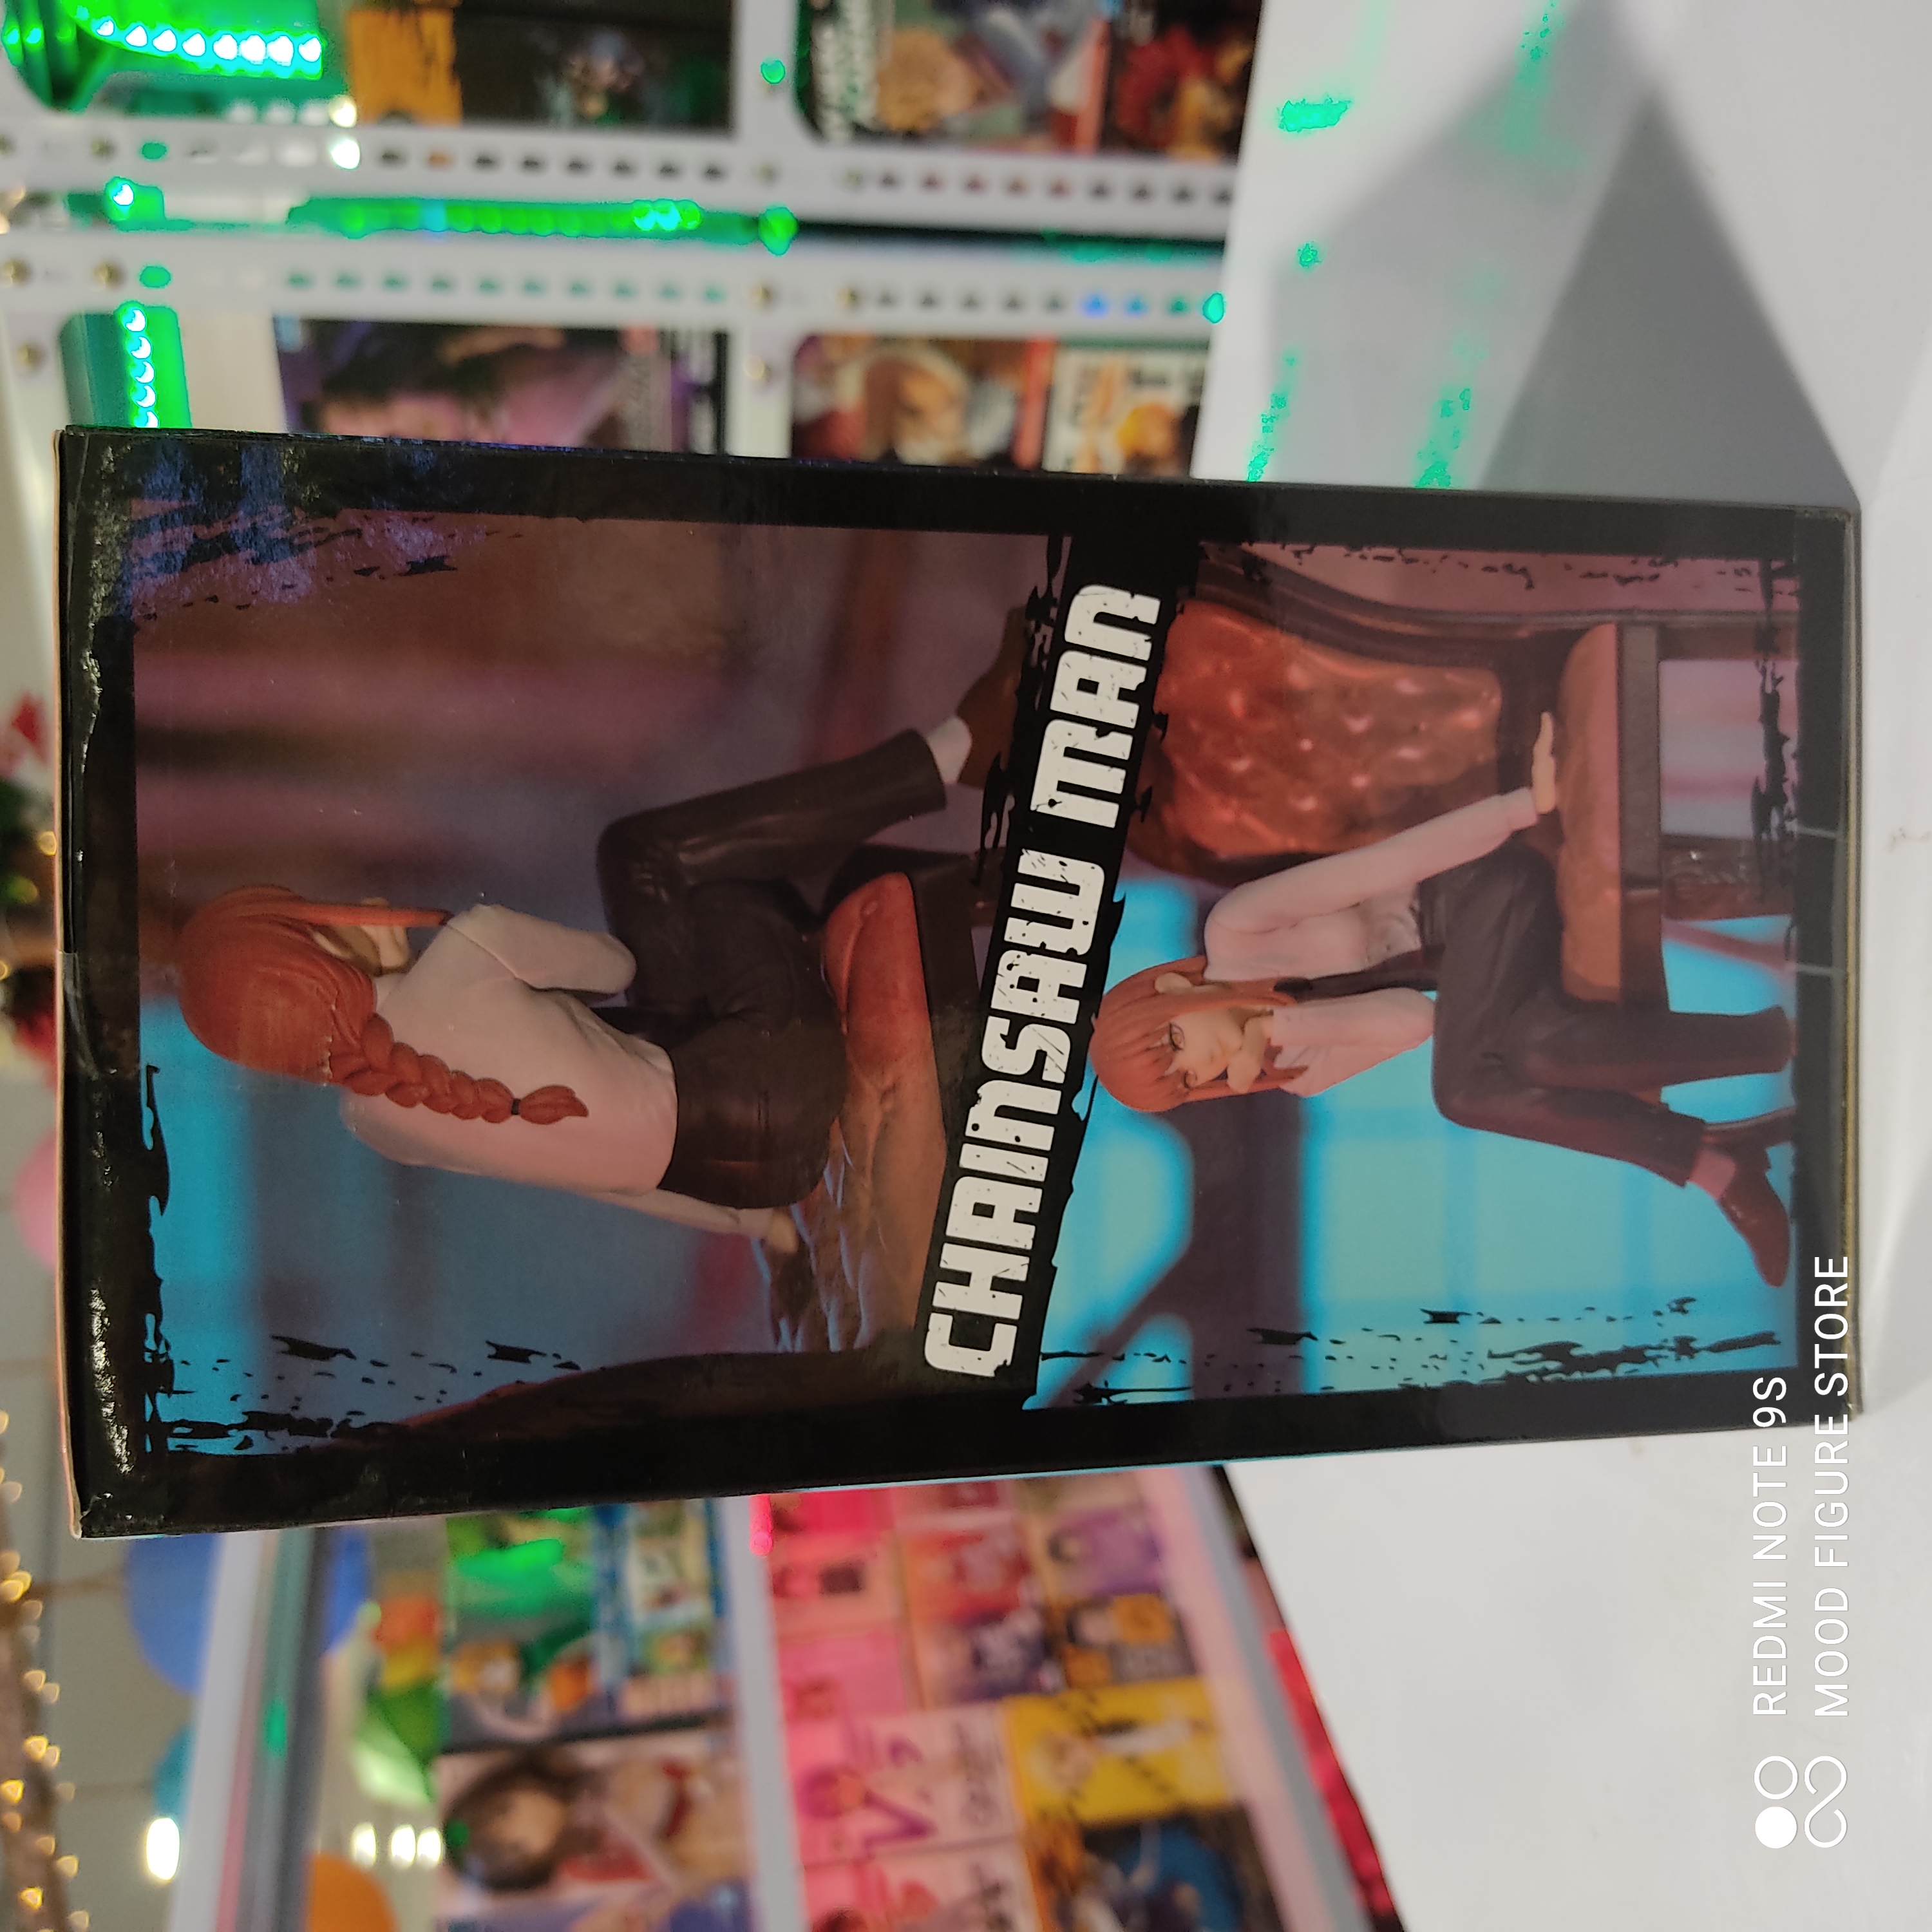 CHAINSAW MAN
REDMI NOTE 9S
MOOD FIGURE STORE